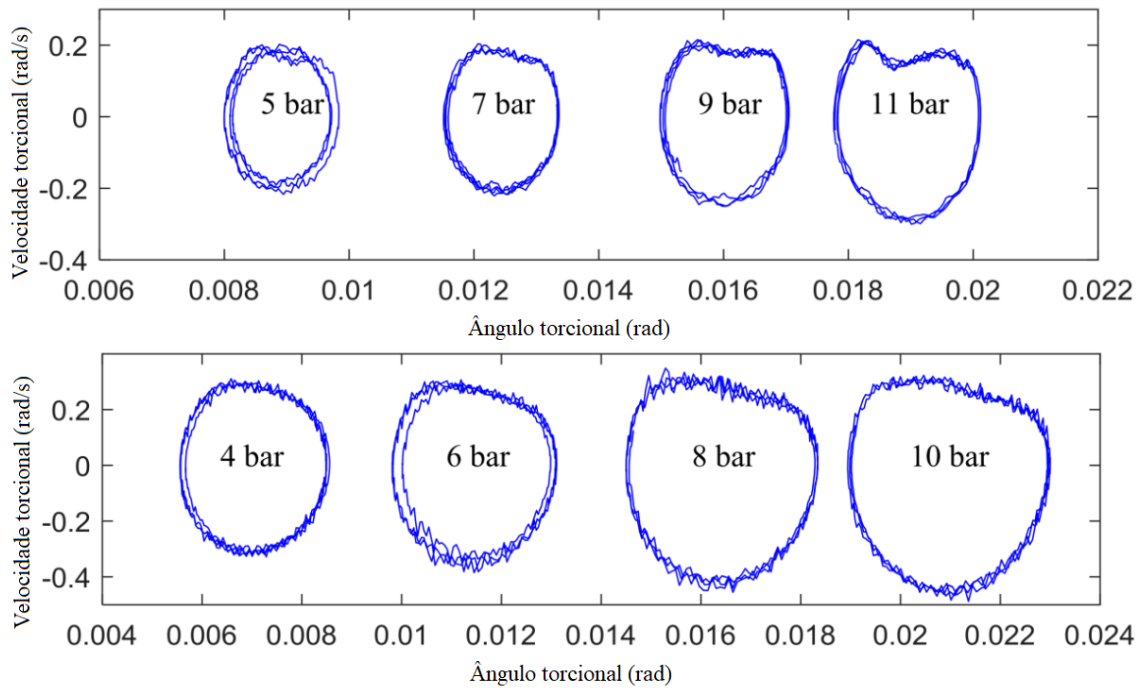 Velocidade torcional (rad/s)
0.2
0
-0.2
-0.4
5 bar
7 bar
9 bar
11 bar
0.006 0.008 0.01 0.012 0.014 0.016 0.018 0.02 0.022
Ângulo torcional (rad)
Velocidade torcional (rad/s)
0.2
0
-0.2
-0.4
4 bar
6 bar
8 bar
10 bar
0.004 0.006 0.008 0.01 0.012 0.014 0.016 0.018 0.02 0.022 0.024
Ângulo torcional (rad)